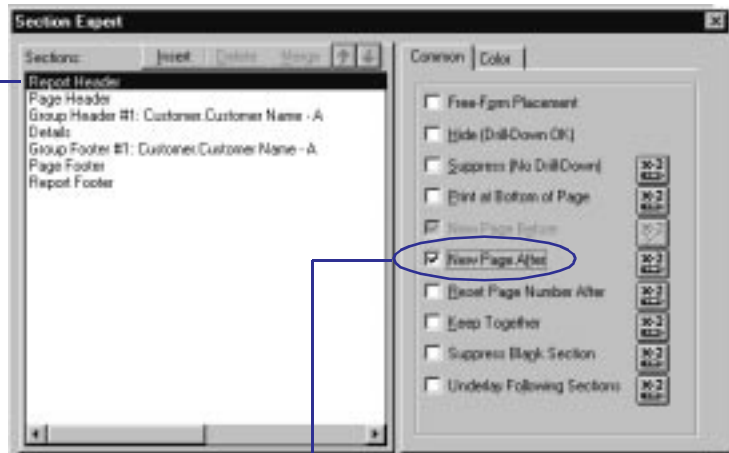 Section Expert
Sections: Insert Delete Merge
Report Header
Page Header
Group Header #1: Customer.Customer Name - A
Details
Group Footer #1: Customer.Customer Name - A
Page Footer
Report Footer
Common Color
Free-Form Placement
Hide (Drill-Down OK)
Suppress (No Drill-Down)
Print at Bottom of Page
New Page Before
New Page After
Reset Page Number After
Keep Together
Suppress Blank Section
Underlay Following Sections